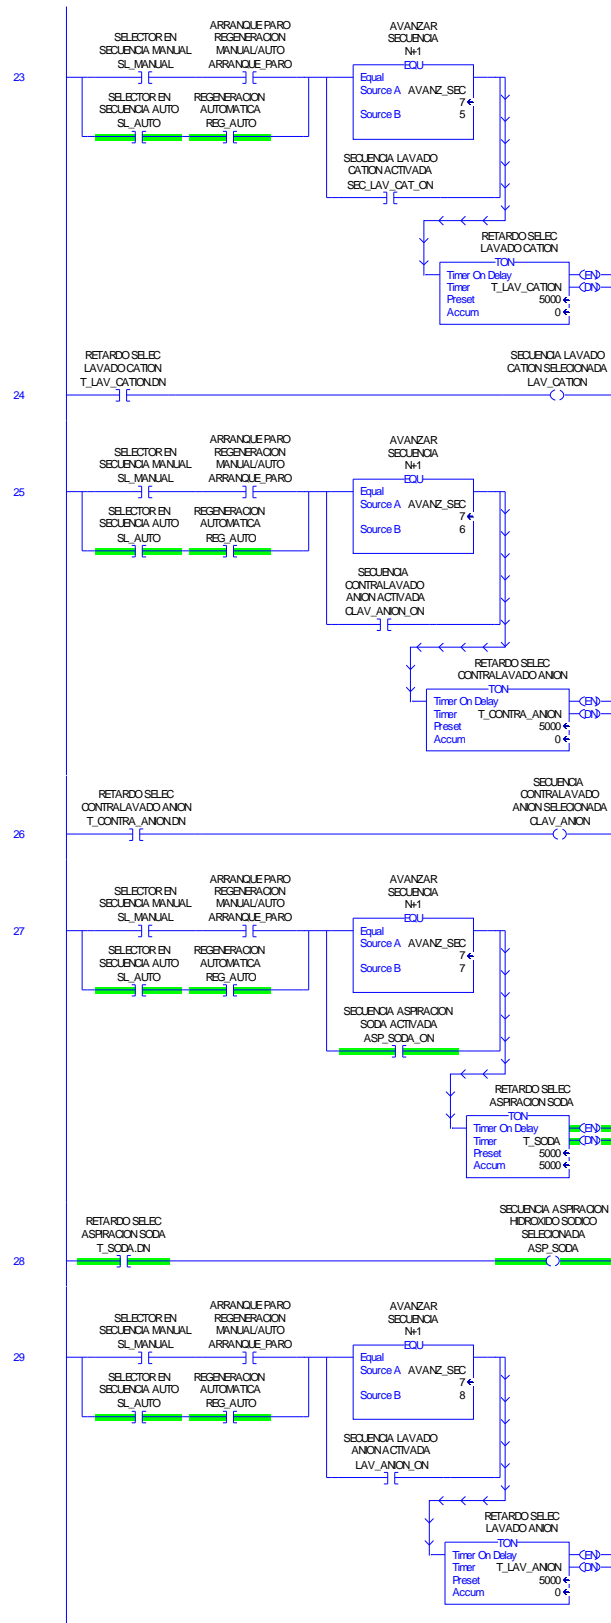 SELECTOR EN
SECUENCIA MANUAL
SL_MANUAL
ARRANQUE PARO
REGENERACION
MANUAL/AUTO
ARRANQUE_PARO
AVANZAR
SECUENCIA
N+1
EQU
23
Equal
Source A AVANZ_SEC
7
Source B 5
SELECTOR EN
SECUENCIA AUTO
SL_AUTO
REGENERACION
AUTOMATICA
REG_AUTO
SECUENCIA LAVADO
CATION ACTIVADA
SEC_LAV_CAT_ON
RETARDO SELEC
LAVADO CATION
TON
Timer On Delay
Timer T_LAV_CATION
Preset 5000
Accum 0
EN
DN
RETARDO SELEC
LAVADO CATION
T_LAV_CATION.DN
SECUENCIA LAVADO
CATION SELECIONADA
LAV_CATION
24
SELECTOR EN
SECUENCIA MANUAL
SL_MANUAL
ARRANQUE PARO
REGENERACION
MANUAL/AUTO
ARRANQUE_PARO
AVANZAR
SECUENCIA
N+1
EQU
25
Equal
Source A AVANZ_SEC
7
Source B 6
SELECTOR EN
SECUENCIA AUTO
SL_AUTO
REGENERACION
AUTOMATICA
REG_AUTO
SECUENCIA
CONTRALAVADO
ANION ACTIVADA
CLAV_ANION_ON
RETARDO SELEC
CONTRALAVADO ANION
TON
Timer On Delay
Timer T_CONTRA_ANION
Preset 5000
Accum 0
EN
DN
RETARDO SELEC
CONTRALAVADO ANION
T_CONTRA_ANION.DN
SECUENCIA
CONTRALAVADO
ANION SELECIONADA
CLAV_ANION
26
SELECTOR EN
SECUENCIA MANUAL
SL_MANUAL
ARRANQUE PARO
REGENERACION
MANUAL/AUTO
ARRANQUE_PARO
AVANZAR
SECUENCIA
N+1
EQU
27
Equal
Source A AVANZ_SEC
7
Source B 7
SELECTOR EN
SECUENCIA AUTO
SL_AUTO
REGENERACION
AUTOMATICA
REG_AUTO
SECUENCIA ASPIRACION
SODA ACTIVADA
ASP_SODA_ON
RETARDO SELEC
ASPIRACION SODA
TON
Timer On Delay
Timer T_SODA
Preset 5000
Accum 5000
EN
DN
RETARDO SELEC
ASPIRACION SODA
T_SODA.DN
SECUENCIA ASPIRACION
HIDROXIDO SODICO
SELECIONADA
ASP_SODA
28
SELECTOR EN
SECUENCIA MANUAL
SL_MANUAL
ARRANQUE PARO
REGENERACION
MANUAL/AUTO
ARRANQUE_PARO
AVANZAR
SECUENCIA
N+1
EQU
29
Equal
Source A AVANZ_SEC
7
Source B 8
SELECTOR EN
SECUENCIA AUTO
SL_AUTO
REGENERACION
AUTOMATICA
REG_AUTO
SECUENCIA LAVADO
ANION ACTIVADA
LAV_ANION_ON
RETARDO SELEC
LAVADO ANION
TON
Timer On Delay
Timer T_LAV_ANION
Preset 5000
Accum 0
EN
DN